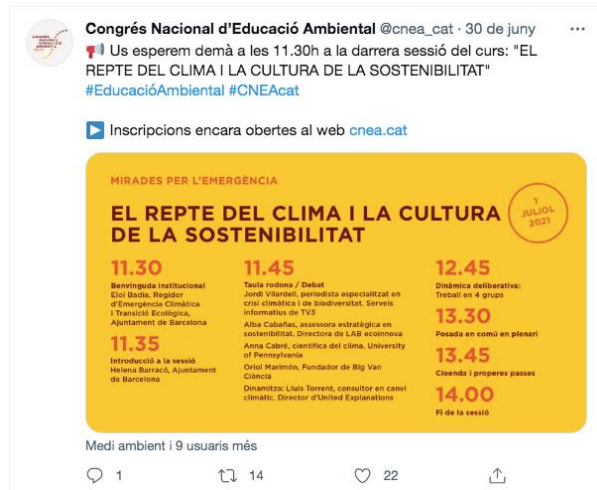 Congrés Nacional d'Educació Ambiental @cnea_cat · 30 de juny
Us esperem demà a les 11.30h a la darrera sessió del curs: "EL
REPTE DEL CLIMA I LA CULTURA DE LA SOSTENIBILITAT"
#EducacióAmbiental #CNEAcat
Inscripcions encara obertes al web cnea.cat
MIRADES PER L'EMERGÈNCIA
EL REPTE DEL CLIMA I LA CULTURA
DE LA SOSTENIBILITAT
1
JULIOL
2021
11.30
Benvinguda institucional
Eloi Badia, Regidor
d'Emergència Climàtica
i Transició Ecològica,
Ajuntament de Barcelona
11.35
Introducció a la sessió
Helena Barracó, Ajuntament
de Barcelona
11.45
Taula rodona / Debat
Jordi Vilardell, periodista especialitzat en
crisi climàtica i de biodiversitat. Serveis
informatius de TV3
Alba Cabañas, assessora estratègica en
sostenibilitat. Directora de LAB ecoinnova
Anna Cabré, científica del clima. University
of Pennsylvania
Oriol Marimón, Fundador de Big Van
Ciència
Dinamitza: Lluís Torrent, consultor en canvi
climàtic. Director d'United Explanations
12.45
Dinàmica deliberativa:
Treball en 4 grups
13.30
Posada en comú en plenari
13.45
Cloenda i properes passes
14.00
Fi de la sessió
Medi ambient i 9 usuaris més
1 14 22